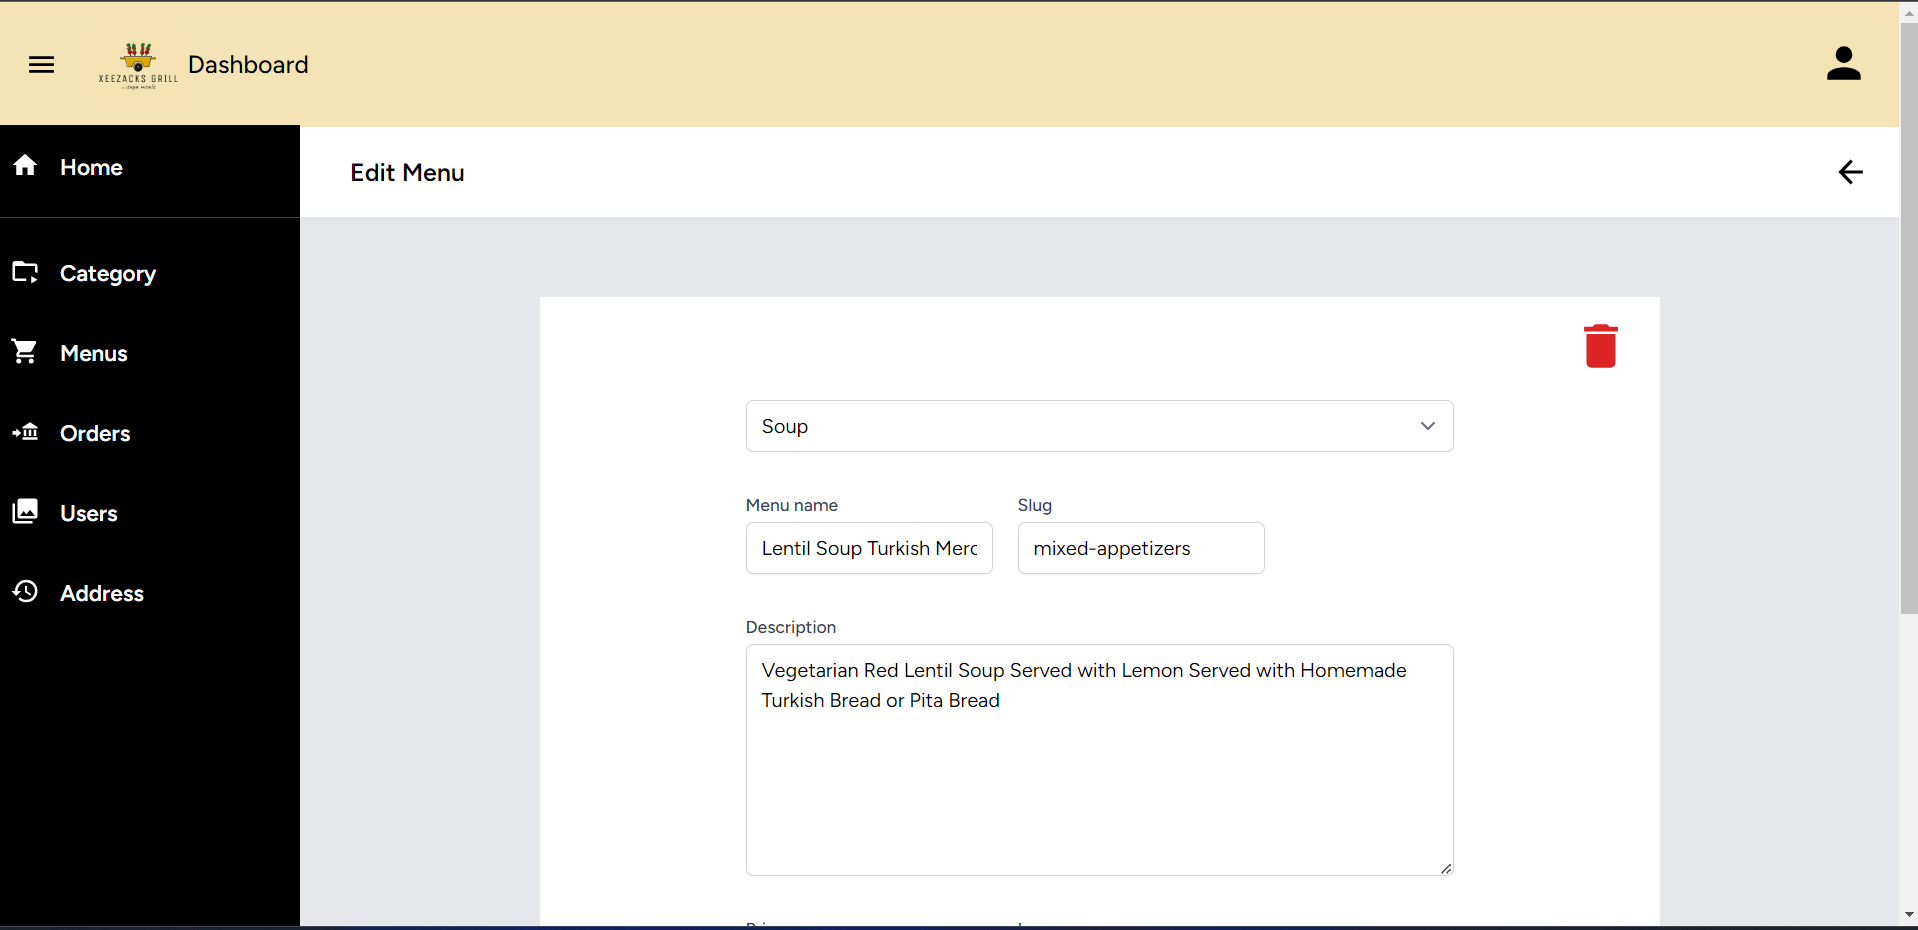 XEEZACKS GRILL
Dashboard
Home
Edit Menu
Category
Menus
Orders
Users
Address
Soup
Menu name
Slug
Lentil Soup Turkish Merc
mixed-appetizers
Description
Vegetarian Red Lentil Soup Served with Lemon Served with Homemade
Turkish Bread or Pita Bread